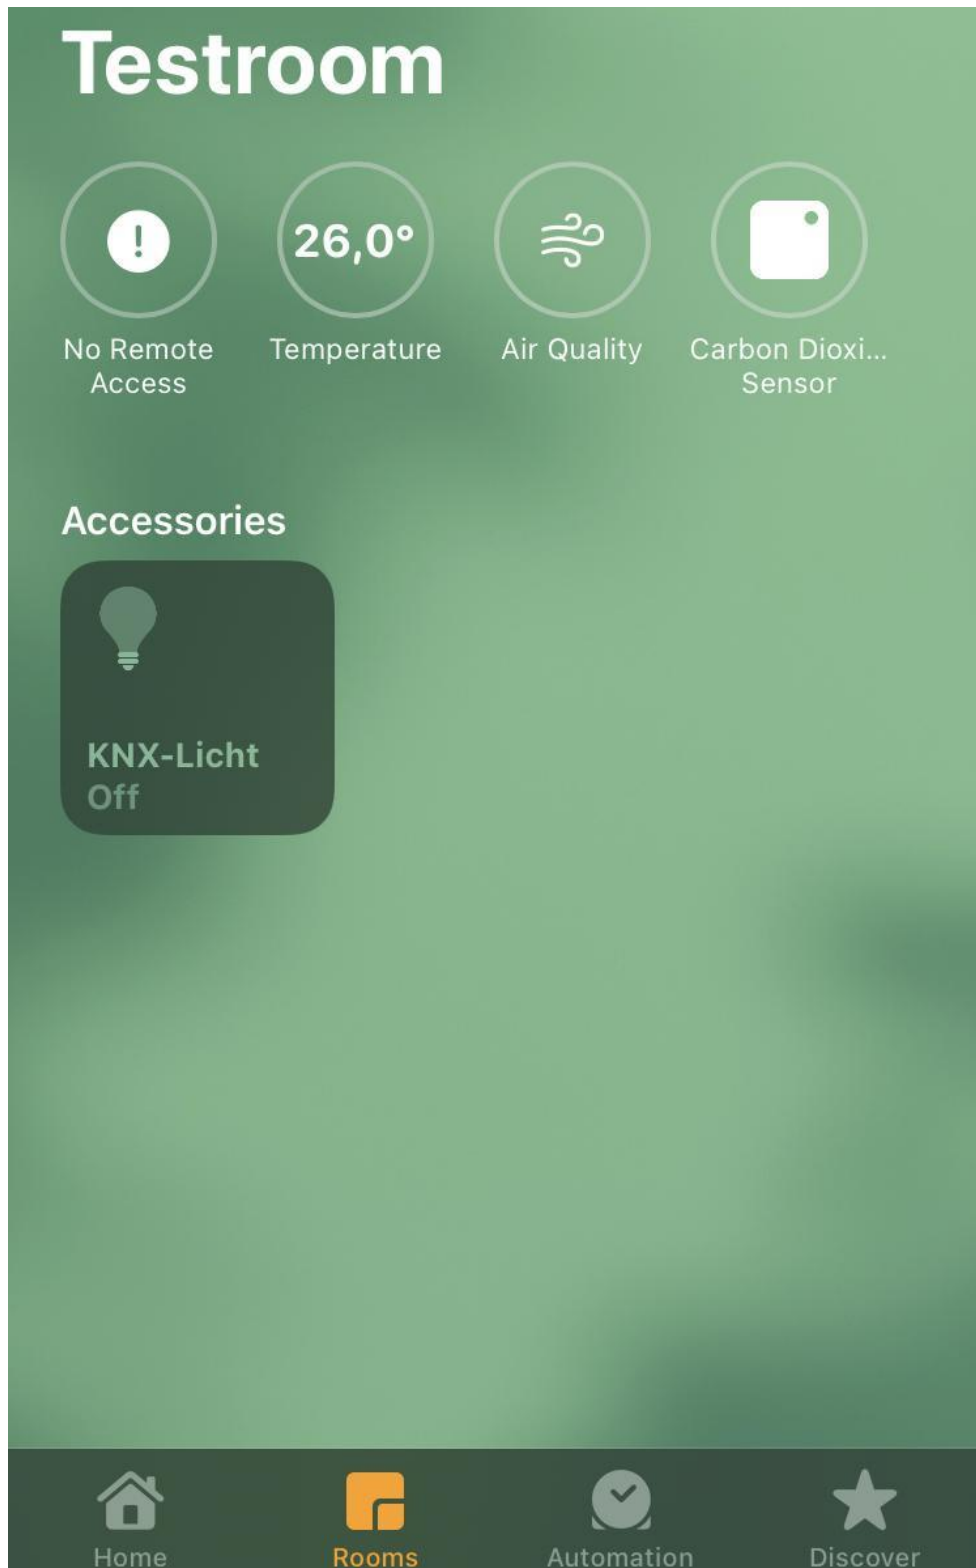 Testroom
26,0°
No Remote
Access
Temperature
Air Quality
Carbon Dioxi...
Sensor
Accessories
KNX-Licht
Off
Home
Rooms
Automation
Discover